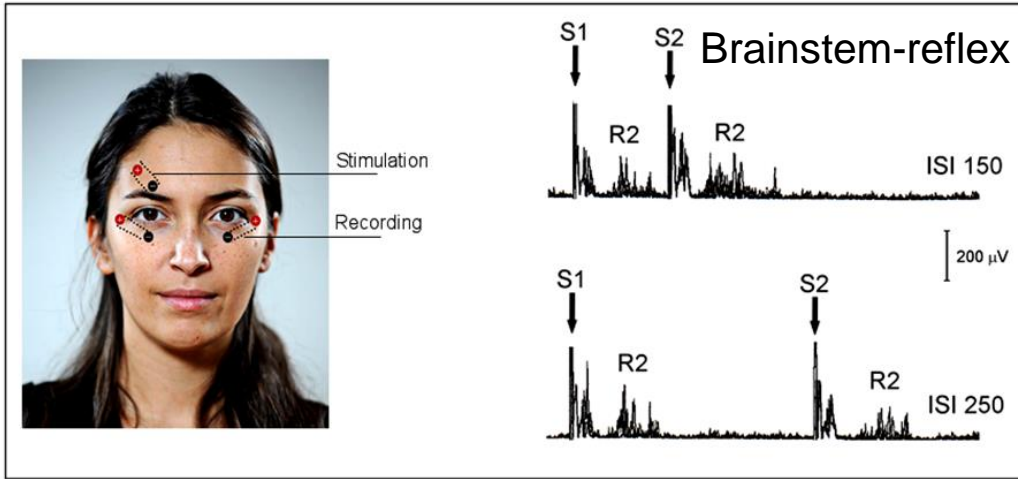 Brainstem-reflex
Stimulation
Recording
S1
S2
R2
R2
ISI 150
200 µV
S1
S2
R2
R2
ISI 250